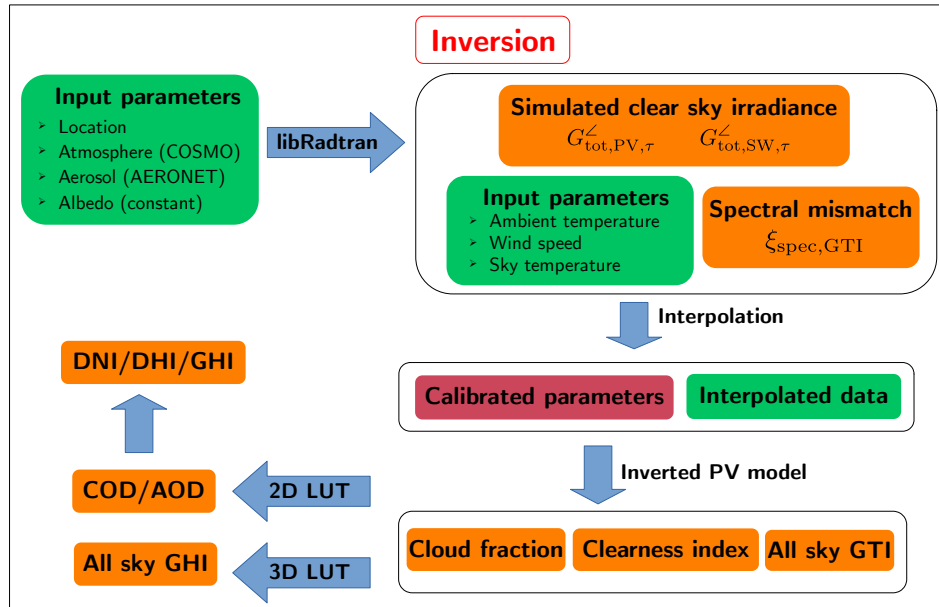 Inversion
Input parameters
Location
Atmosphere (COSMO)
Aerosol (AERONET)
Albedo (constant)
libRadtran
Simulated clear sky irradiance
G∠tot,PV,τ G∠tot,SW,τ
Input parameters
Ambient temperature
Wind speed
Sky temperature
Spectral mismatch
ξspec,GTI
Interpolation
Calibrated parameters
Interpolated data
Inverted PV model
Cloud fraction
Clearness index
All sky GTI
2D LUT
3D LUT
COD/AOD
All sky GHI
DNI/DHI/GHI